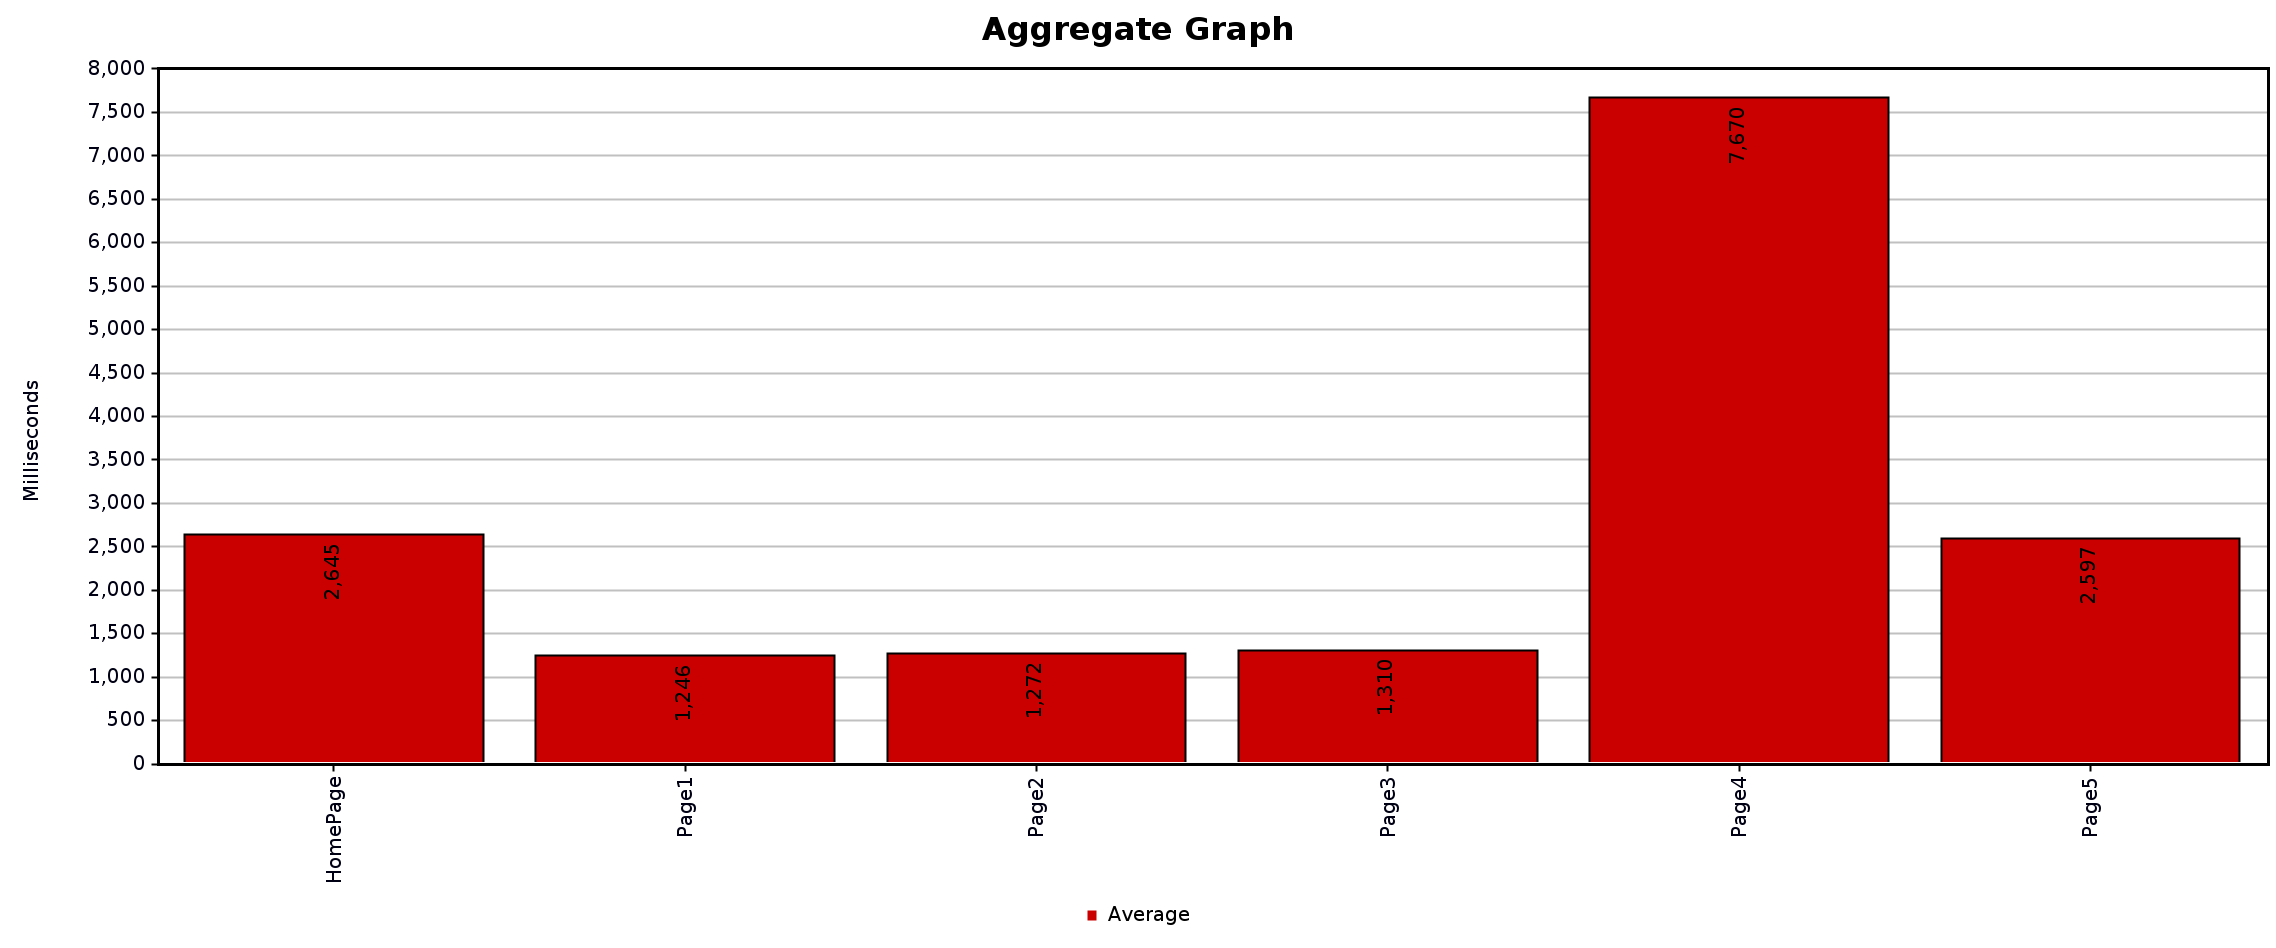 Aggregate Graph
8,000
7,500
7,000
6,500
6,000
5,500
5,000
4,500
4,000
3,500
3,000
2,500
2,000
1,500
1,000
500
0
Milliseconds
2,645
1,246
1,272
1,310
7,670
2,597
HomePage
Page1
Page2
Page3
Page4
Page5
Average